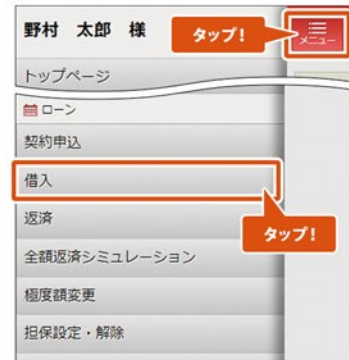 野村 太郎 様
タップ!
メニュー
トップページ
ローン
契約申込
借入
返済
タップ!
全額返済シミュレーション
極度額変更
担保設定・解除